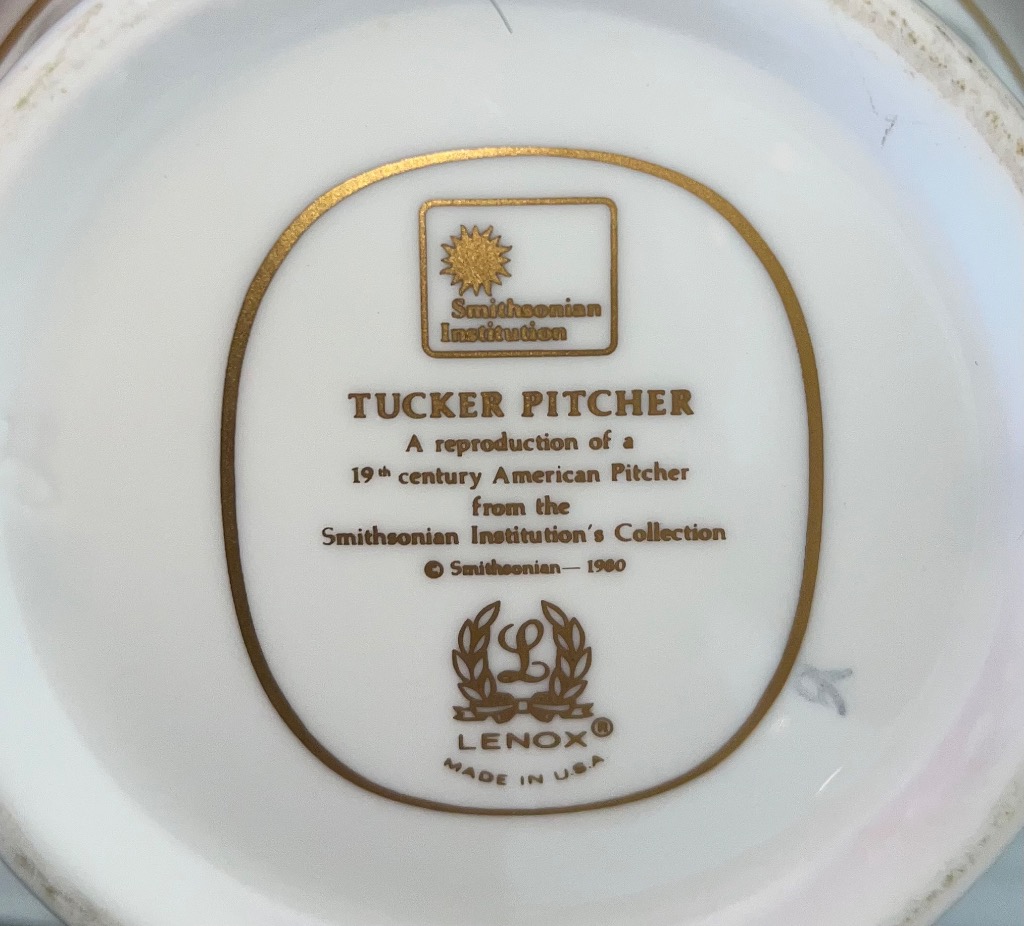 Smithsonian
Institution
TUCKER PITCHER
A reproduction of a
19th century American Pitcher
from the
Smithsonian Institution's Collection
© Smithsonian—1980
L
LENOX®
MADE IN U.S.A